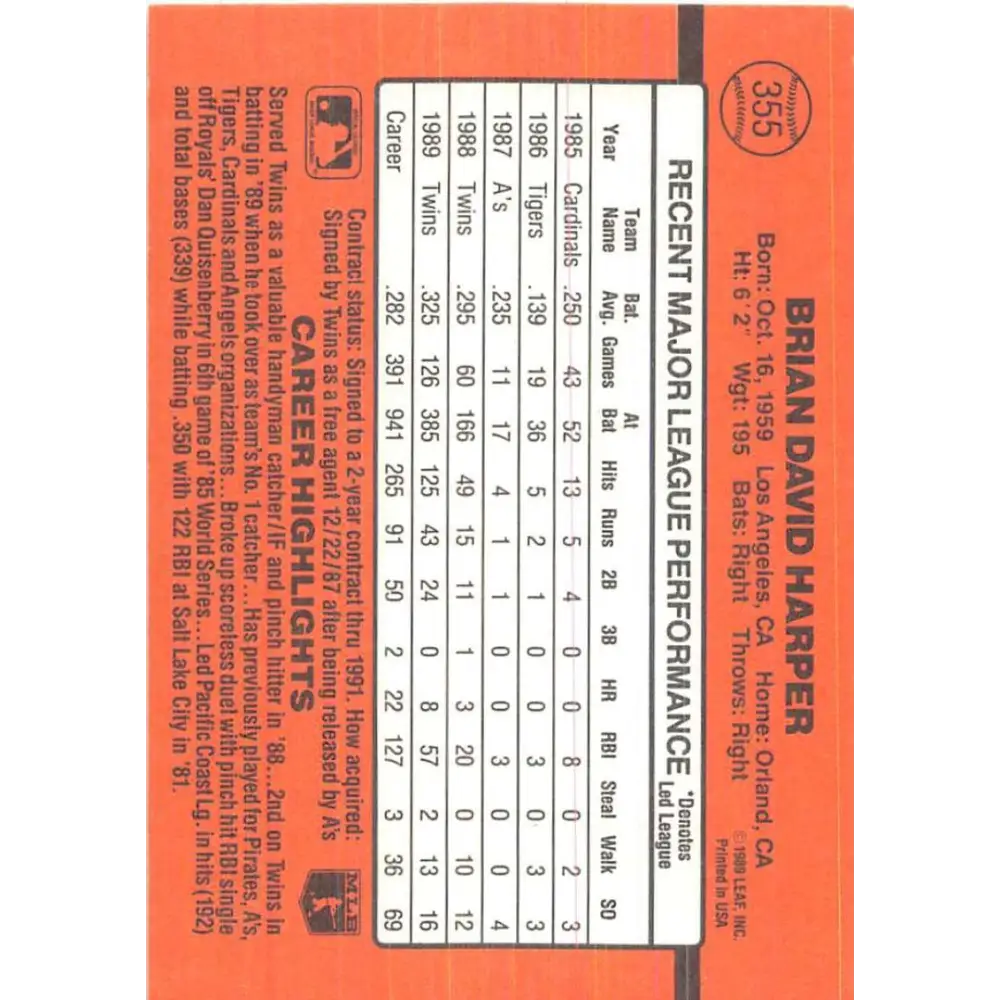 355
BRIAN DAVID HARPER
Born: Oct. 16, 1959 Los Angeles, CA Home: Orland, CA
Ht: 6'2" Wgt: 195 Bats: Right Throws: Right
© 1989 LEAF, INC.
Printed in USA
RECENT MAJOR LEAGUE PERFORMANCE *Denotes Led League
Year Team Name Bat. Avg. Games At Bat Hits Runs 2B 3B HR RBI Steal Walk SO
1985 Cardinals .250 43 52 13 5 4 0 0 8 0 2 3
1986 Tigers .139 19 36 5 2 1 0 0 3 0 3 3
1987 A's .235 11 17 4 1 1 0 0 3 0 0 4
1988 Twins .295 60 166 49 15 11 1 3 20 0 10 12
1989 Twins .325 126 385 125 43 24 0 8 57 2 13 16
Career .282 391 941 265 91 50 2 22 127 3 36 69
Contract status: Signed to a 2-year contract thru 1991. How acquired:
Signed by Twins as a free agent 12/22/87 after being released by A's
MLB
CAREER HIGHLIGHTS
Served Twins as a valuable handyman catcher/IF and pinch hitter in '88...2nd on Twins in
batting in '89 when he took over as team's No. 1 catcher...Has previously played for Pirates, A's,
Tigers, Cardinals and Angels organizations...Broke up scoreless duel with pinch hit RBI single
off Royals' Dan Quisenberry in 6th game of '85 World Series...Led Pacific Coast Lg. in hits (192)
and total bases (339) while batting .350 with 122 RBI at Salt Lake City in '81.